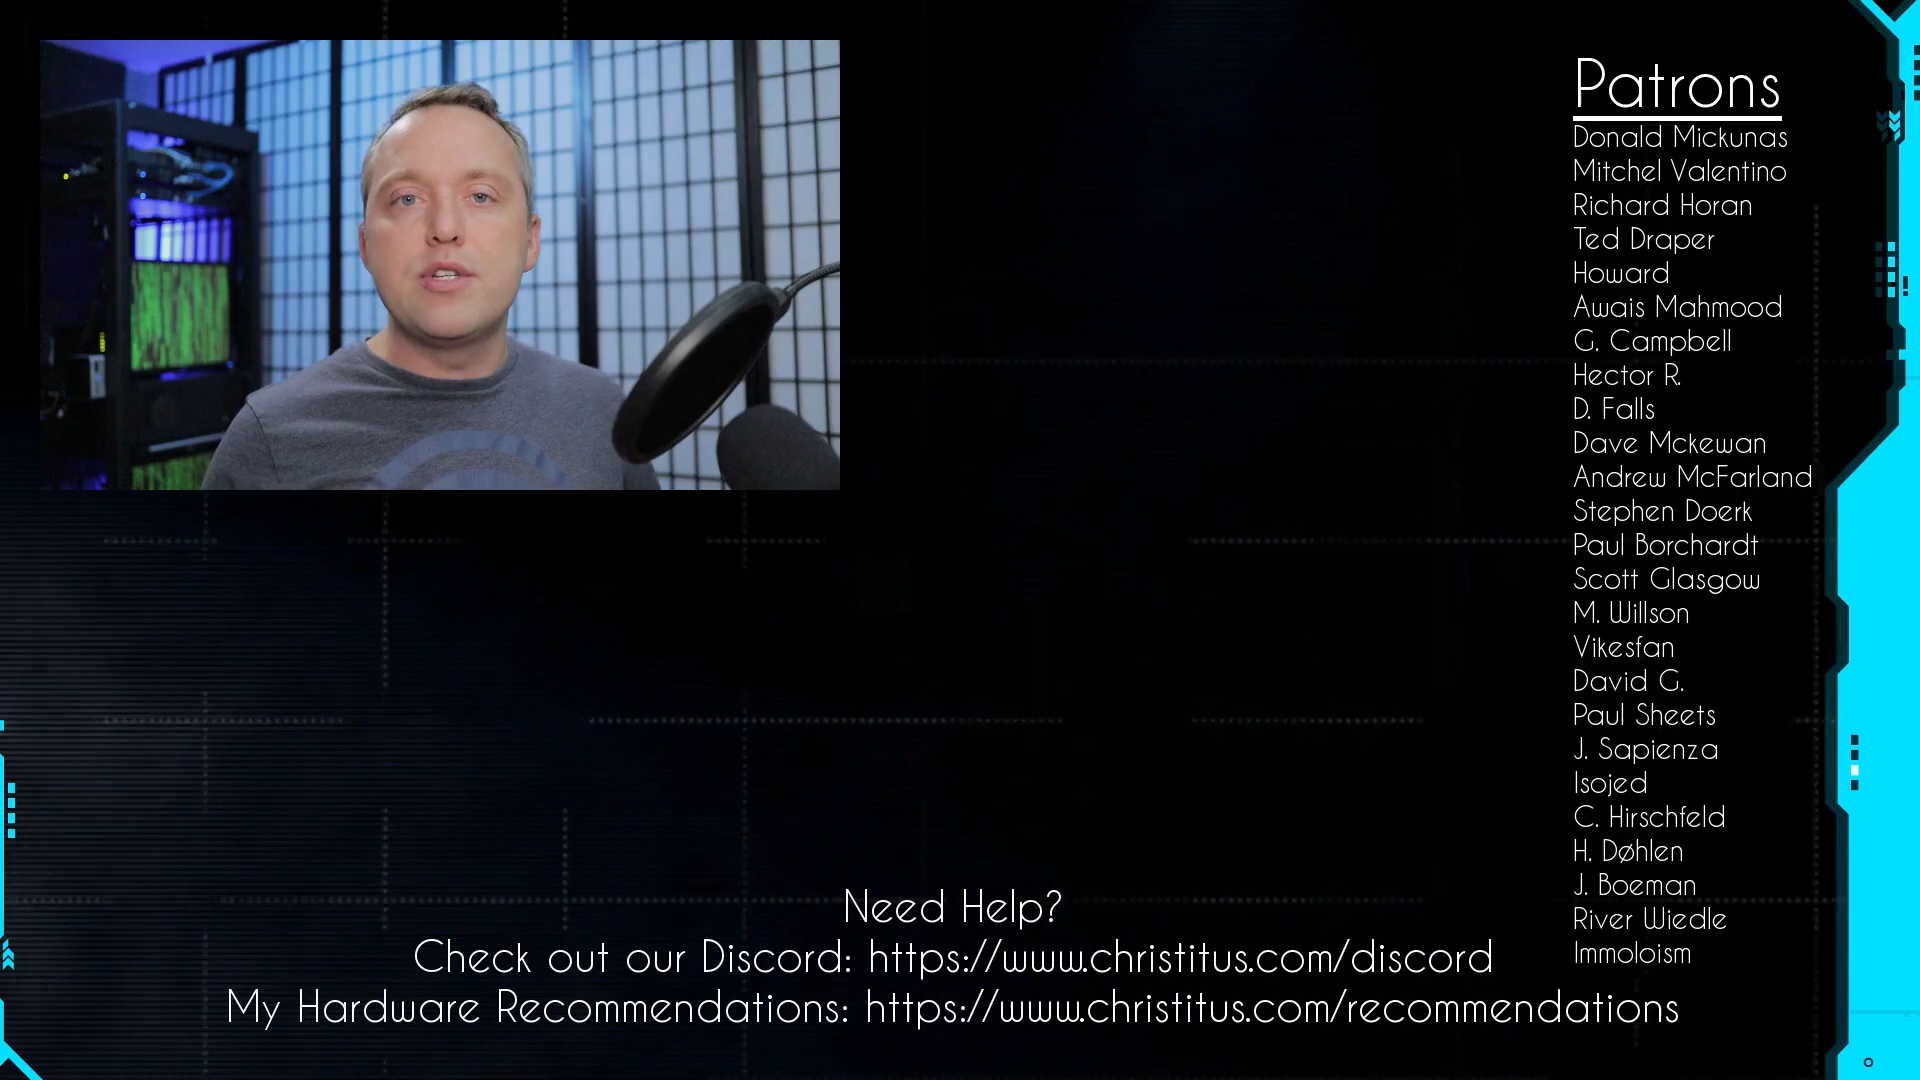 Patrons
Donald Mickunas
Mitchel Valentino
Richard Horan
Ted Draper
Howard
Awais Mahmood
G. Campbell
Hector R.
D. Falls
Dave Mckewan
Andrew McFarland
Stephen Doerk
Paul Borchardt
Scott Glasgow
M. Willson
Vikesfan
David G.
Paul Sheets
J. Sapienza
Isojed
C. Hirschfeld
H. Døhlen
J. Boeman
River Wiedle
Immoloism
Need Help?
Check out our Discord: https://www.christitus.com/discord
My Hardware Recommendations: https://www.christitus.com/recommendations